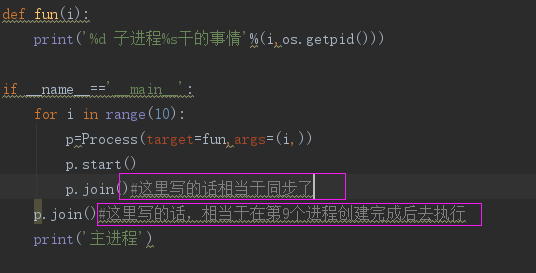 def fun(i):
print('%d 子进程%s干的事情'%(i,os.getpid()))
if __name__=='__main__':
for i in range(10):
p=Process(target=fun,args=(i,))
p.start()
p.join()#这里写的话相当于同步了
p.join()#这里写的话，相当于在第9个进程创建完成后去执行
print('主进程')